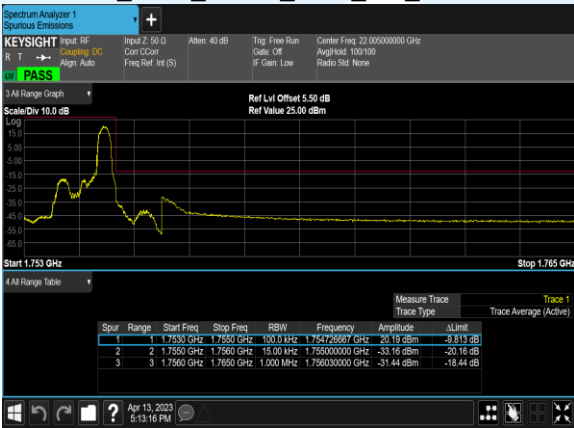 Spectrum Analyzer 1
Spurious Emissions
KEYSIGHT Input: RF Input Z: 50 Ω Atten: 40 dB Trig: Free Run Center Freq: 22.005000000 GHz
R T Coupling: DC Corr CCorr Gate: Off Avg|Hold: 100/100
Align: Auto Freq Ref: Int (S) IF Gain: Low Radio Std: None
PASS
3 All Range Graph
Ref Lvl Offset 5.50 dB
Scale/Div 10.0 dB Ref Value 25.00 dBm
Log
15.0
5.00
-5.00
-15.0
-25.0
-35.0
-45.0
-55.0
-65.0
Start 1.753 GHz Stop 1.765 GHz
4 All Range Table
Measure Trace Trace 1
Trace Type Trace Average (Active)
Spur Range Start Freq Stop Freq RBW Frequency Amplitude ΔLimit
1 1 1.7530 GHz 1.7550 GHz 100.0 kHz 1.754726667 GHz 20.19 dBm -9.813 dB
2 2 1.7550 GHz 1.7560 GHz 15.00 kHz 1.755000000 GHz -33.16 dBm -20.16 dB
3 3 1.7560 GHz 1.7650 GHz 1.000 MHz 1.756030000 GHz -31.44 dBm -18.44 dB
Apr 13, 2023
5:13:16 PM